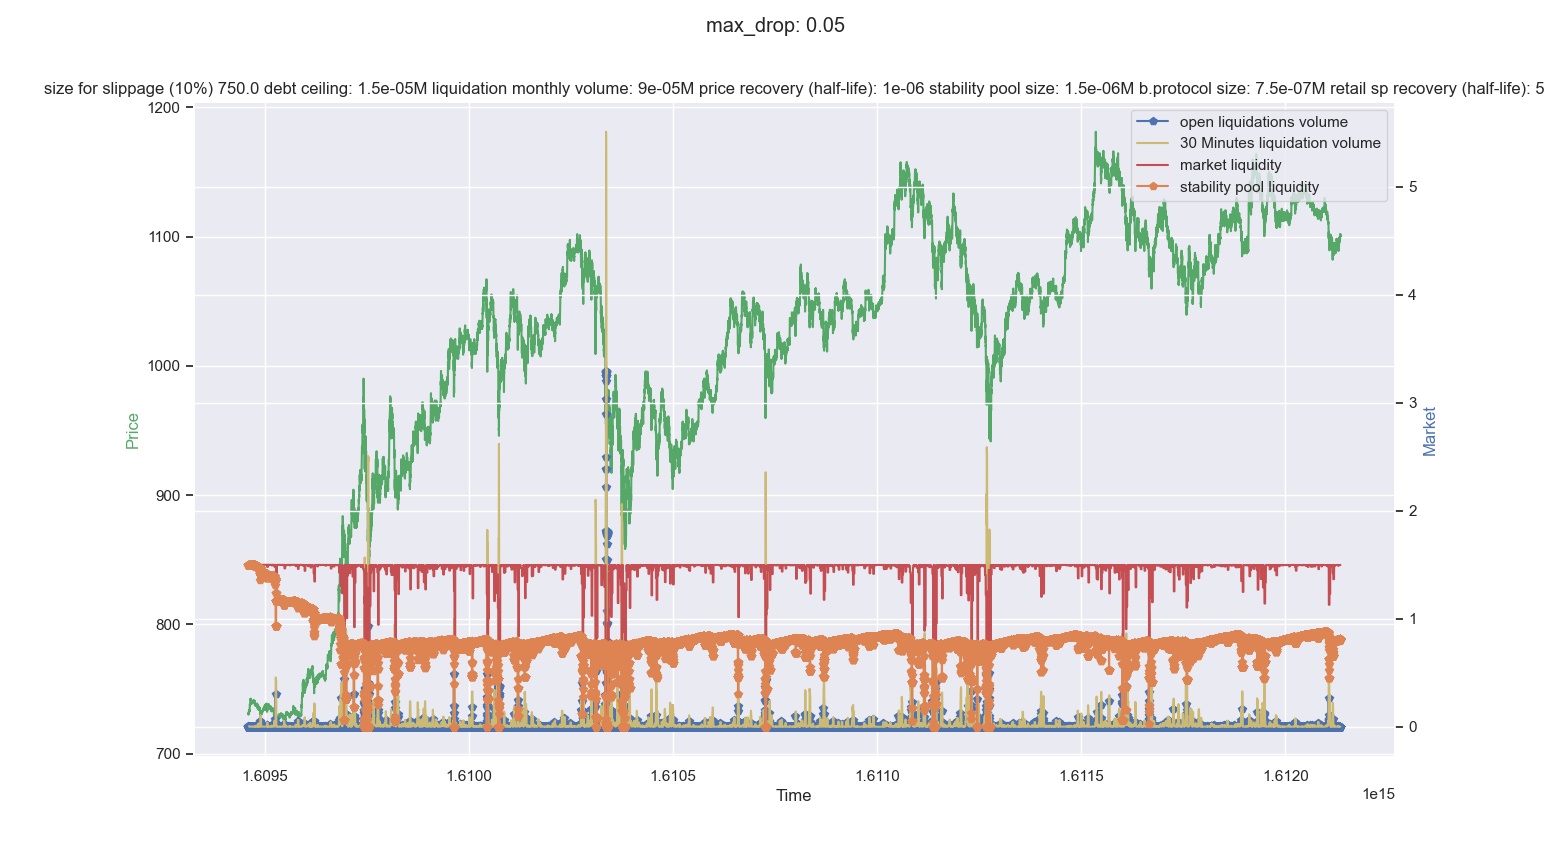 max_drop: 0.05
size for slippage (10%) 750.0 debt ceiling: 1.5e-05M liquidation monthly volume: 9e-05M price recovery (half-life): 1e-06 stability pool size: 1.5e-06M b.protocol size: 7.5e-07M retail sp recovery (half-life): 5
open liquidations volume
30 Minutes liquidation volume
market liquidity
stability pool liquidity
1200
1100
1000
900
800
700
Price
5
4
3
2
1
0
Market
1.6095
1.6100
1.6105
1.6110
1.6115
1.6120
Time
1e15